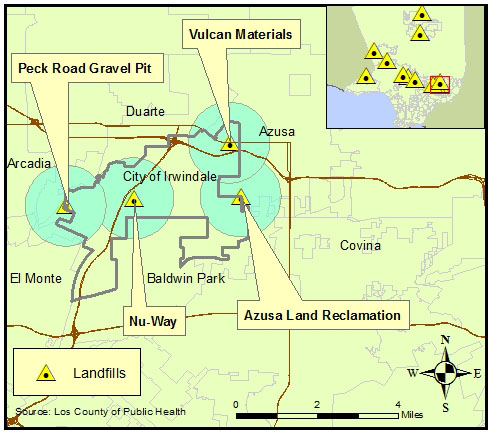 Vulcan Materials
Peck Road Gravel Pit
Duarte
Azusa
Arcadia
City of Irwindale
Covina
El Monte
Baldwin Park
Nu-Way
Azusa Land Reclamation
N
W
E
S
Landfills
Source: Los County of Public Health
0 2 4
Miles